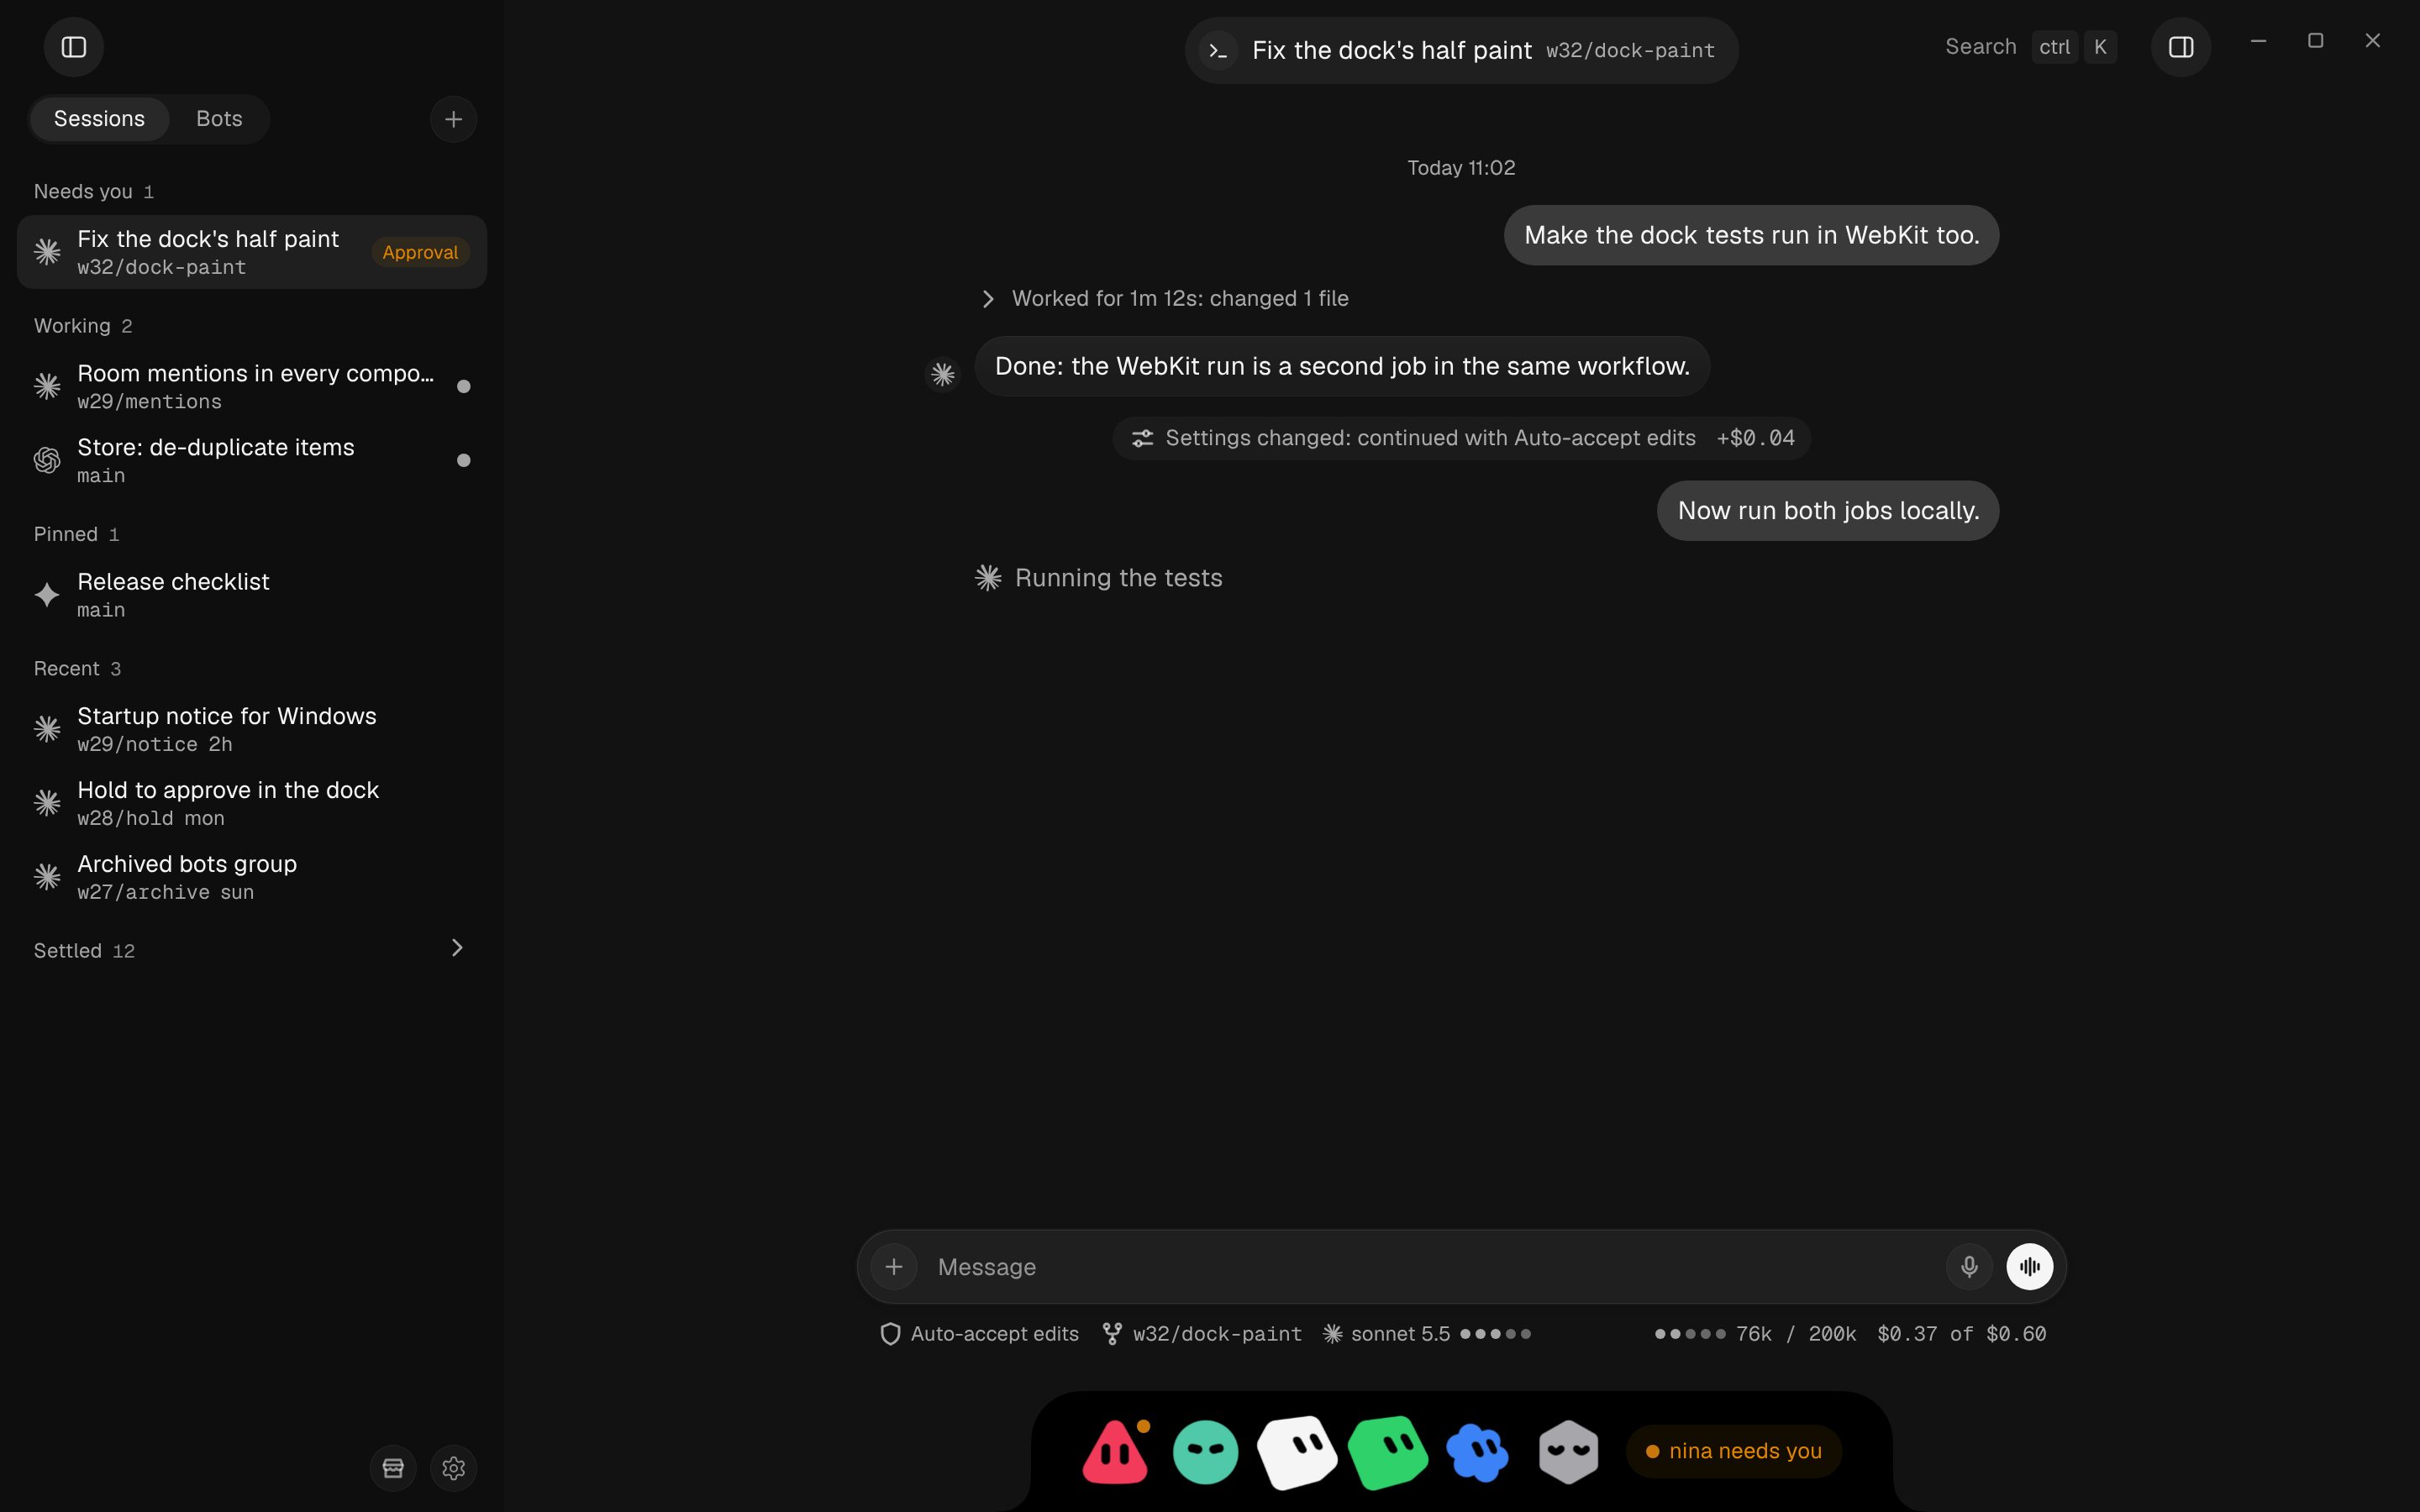 Fix the dock's half paint w32/dock-paint
Search ctrl K
Sessions Bots
Needs you 1
Fix the dock's half paint
w32/dock-paint
Approval
Working 2
Room mentions in every compo...
w29/mentions
Store: de-duplicate items
main
Pinned 1
Release checklist
main
Recent 3
Startup notice for Windows
w29/notice 2h
Hold to approve in the dock
w28/hold mon
Archived bots group
w27/archive sun
Settled 12
Today 11:02
Make the dock tests run in WebKit too.
Worked for 1m 12s: changed 1 file
Done: the WebKit run is a second job in the same workflow.
Settings changed: continued with Auto-accept edits +$0.04
Now run both jobs locally.
Running the tests
Message
Auto-accept edits w32/dock-paint sonnet 5.5 76k / 200k $0.37 of $0.60
nina needs you